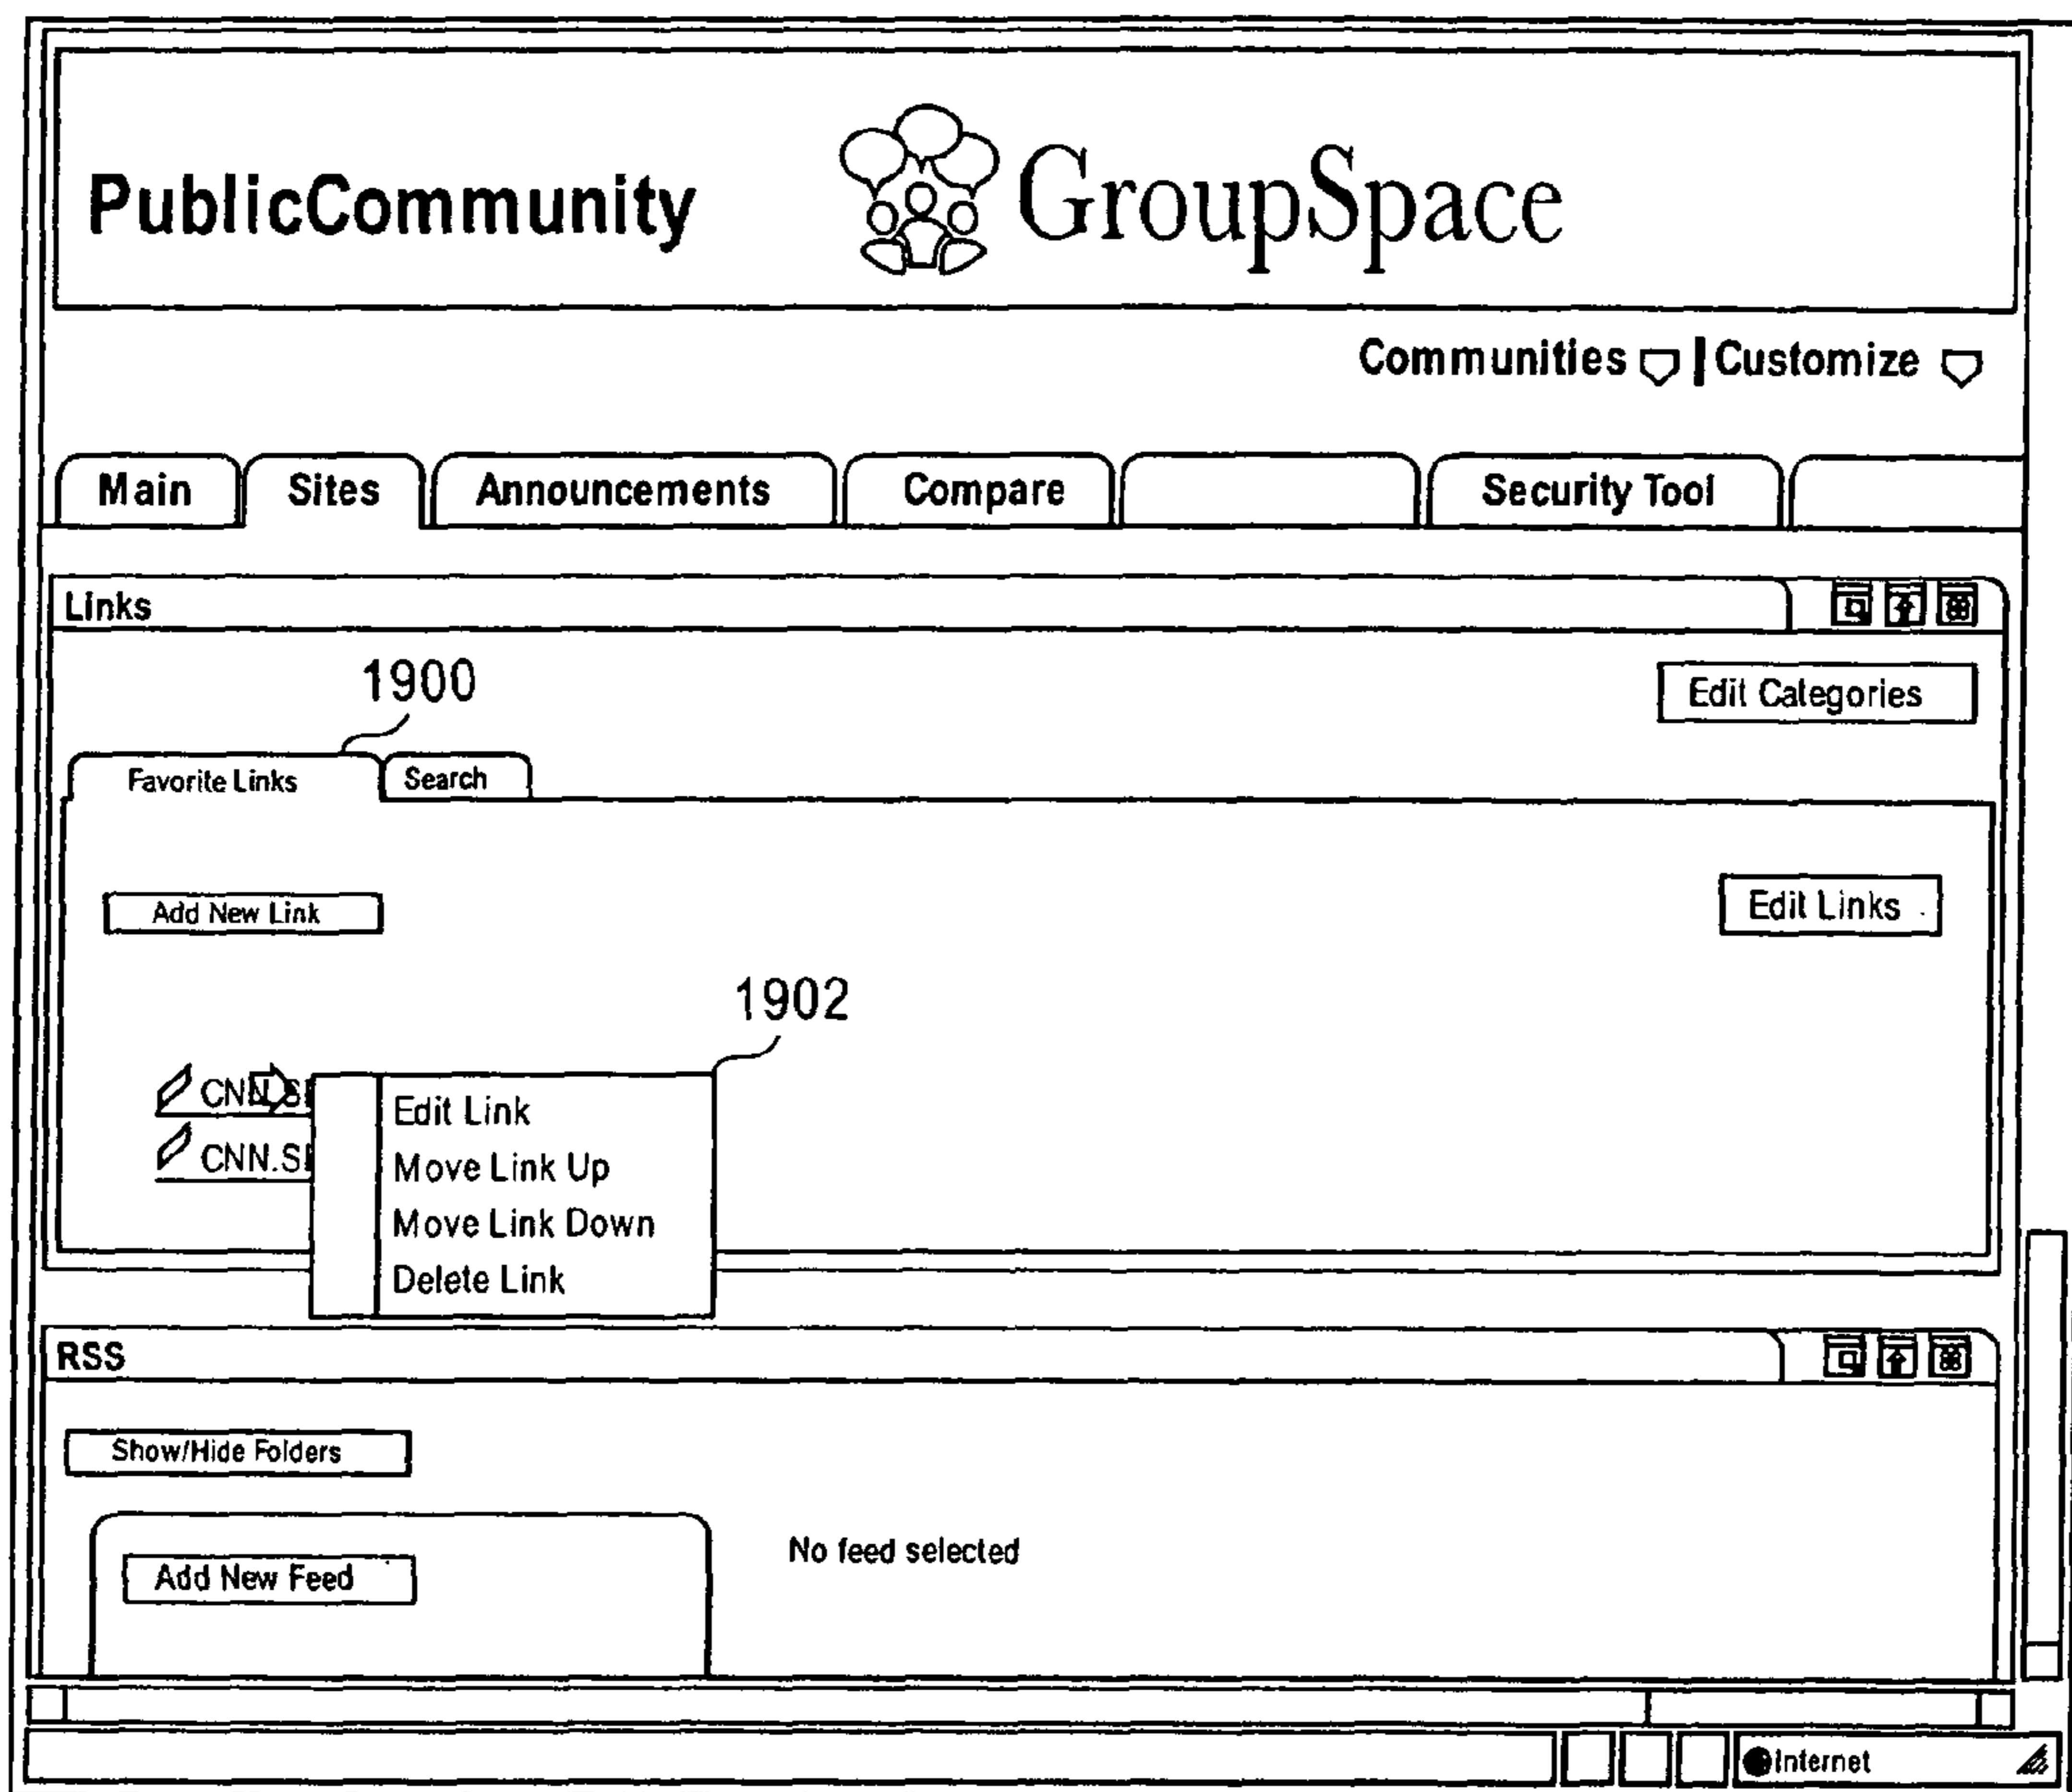 PublicCommunity GroupSpace
Communities | Customize
Main Sites Announcements Compare Security Tool
Links
1900
Edit Categories
Favorite Links Search
Add New Link Edit Links
1902
CNN.S
Edit Link
CNN.S
Move Link Up
Move Link Down
Delete Link
RSS
Show/Hide Folders
Add New Feed
No feed selected
Internet